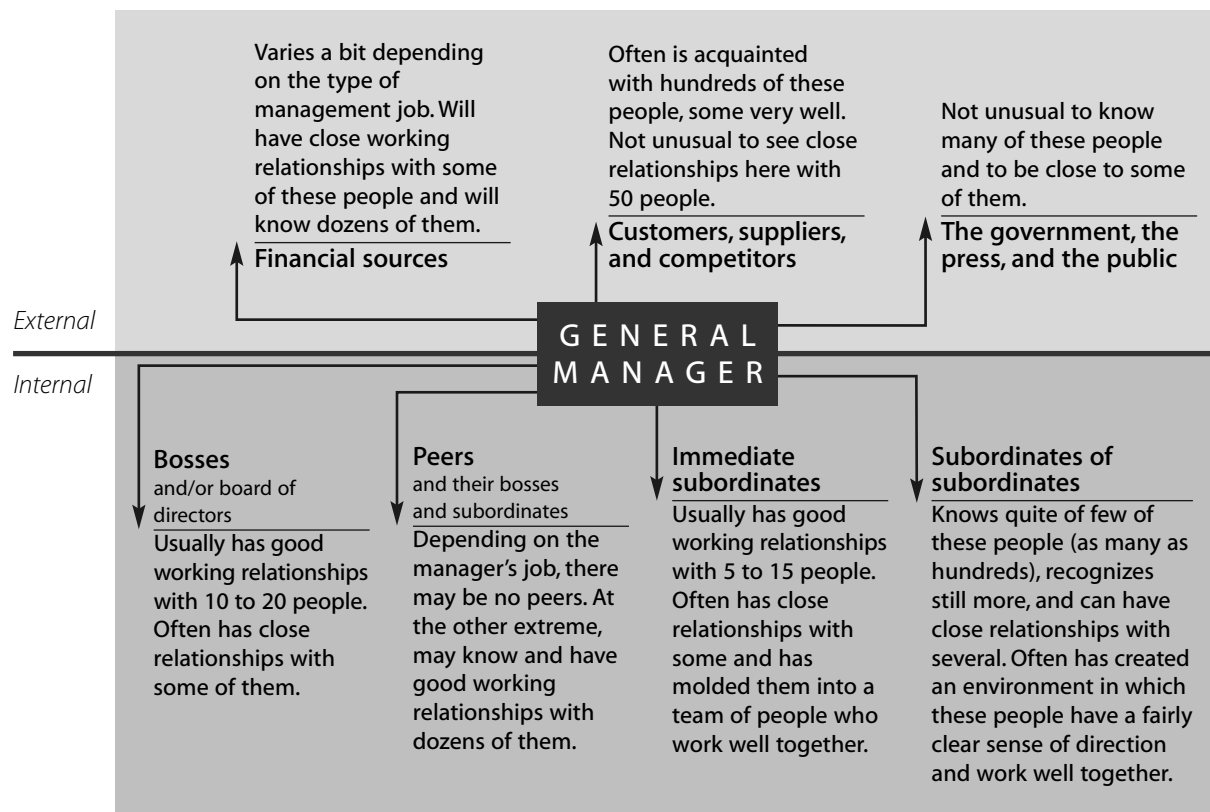 Varies a bit depending
on the type of
management job. Will
have close working
relationships with some
of these people and will
know dozens of them.
Financial sources
Often is acquainted
with hundreds of these
people, some very well.
Not unusual to see close
relationships here with
50 people.
Customers, suppliers,
and competitors
Not unusual to know
many of these people
and to be close to some
of them.
The government, the
press, and the public
External
GENERAL
MANAGER
Internal
Bosses
and/or board of
directors
Usually has good
working relationships
with 10 to 20 people.
Often has close
relationships with
some of them.
Peers
and their bosses
and subordinates
Depending on the
manager’s job, there
may be no peers. At
the other extreme,
may know and have
good working
relationships with
dozens of them.
Immediate
subordinates
Usually has good
working relationships
with 5 to 15 people.
Often has close
relationships with
some and has
molded them into a
team of people who
work well together.
Subordinates of
subordinates
Knows quite of few of
these people (as many as
hundreds), recognizes
still more, and can have
close relationships with
several. Often has created
an environment in which
these people have a fairly
clear sense of direction
and work well together.